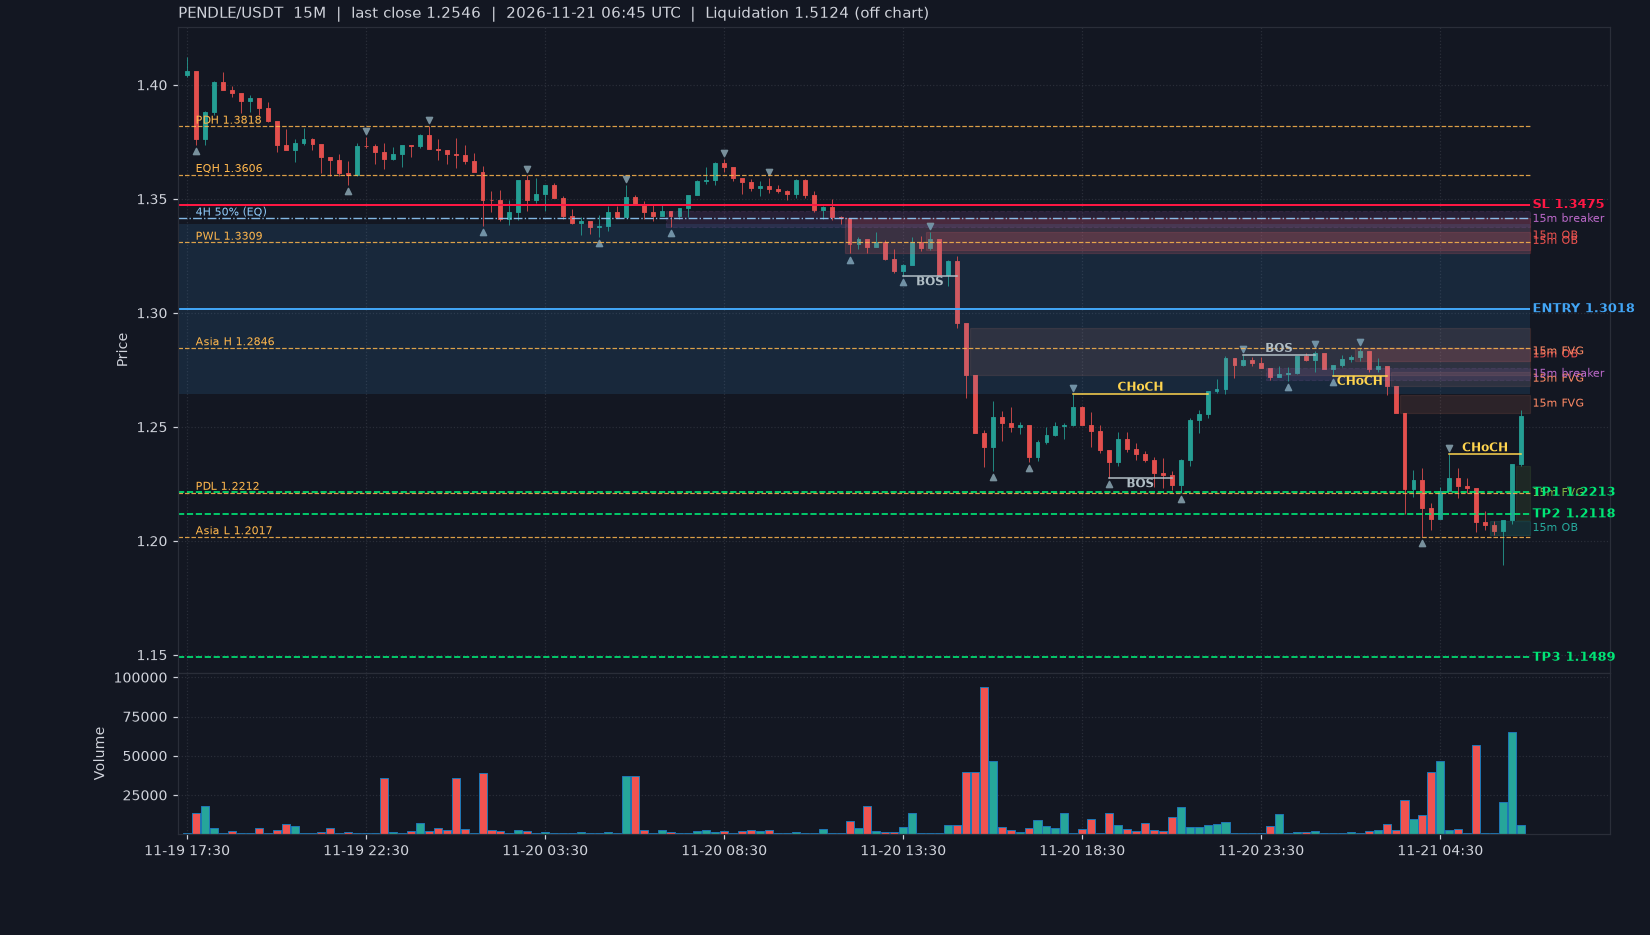 PENDLE/USDT  15M  |  last close 1.2546  |  2026-11-21 06:45 UTC  |  Liquidation 1.5124 (off chart)
Price
1.40
1.35
1.30
1.25
1.20
1.15
PDH 1.3818
EQH 1.3606
4H 50% (EQ)
PWL 1.3309
Asia H 1.2846
PDL 1.2212
Asia L 1.2017
BOS
CHoCH
BOS
BOS
CHoCH
CHoCH
SL 1.3475
15m breaker
15m OB
15m OB
ENTRY 1.3018
15m FVG
15m OB
15m breaker
15m FVG
15m FVG
15m FVG
TP1 1.2213
TP2 1.2118
15m OB
TP3 1.1489
Volume
100000
75000
50000
25000
11-19 17:30
11-19 22:30
11-20 03:30
11-20 08:30
11-20 13:30
11-20 18:30
11-20 23:30
11-21 04:30